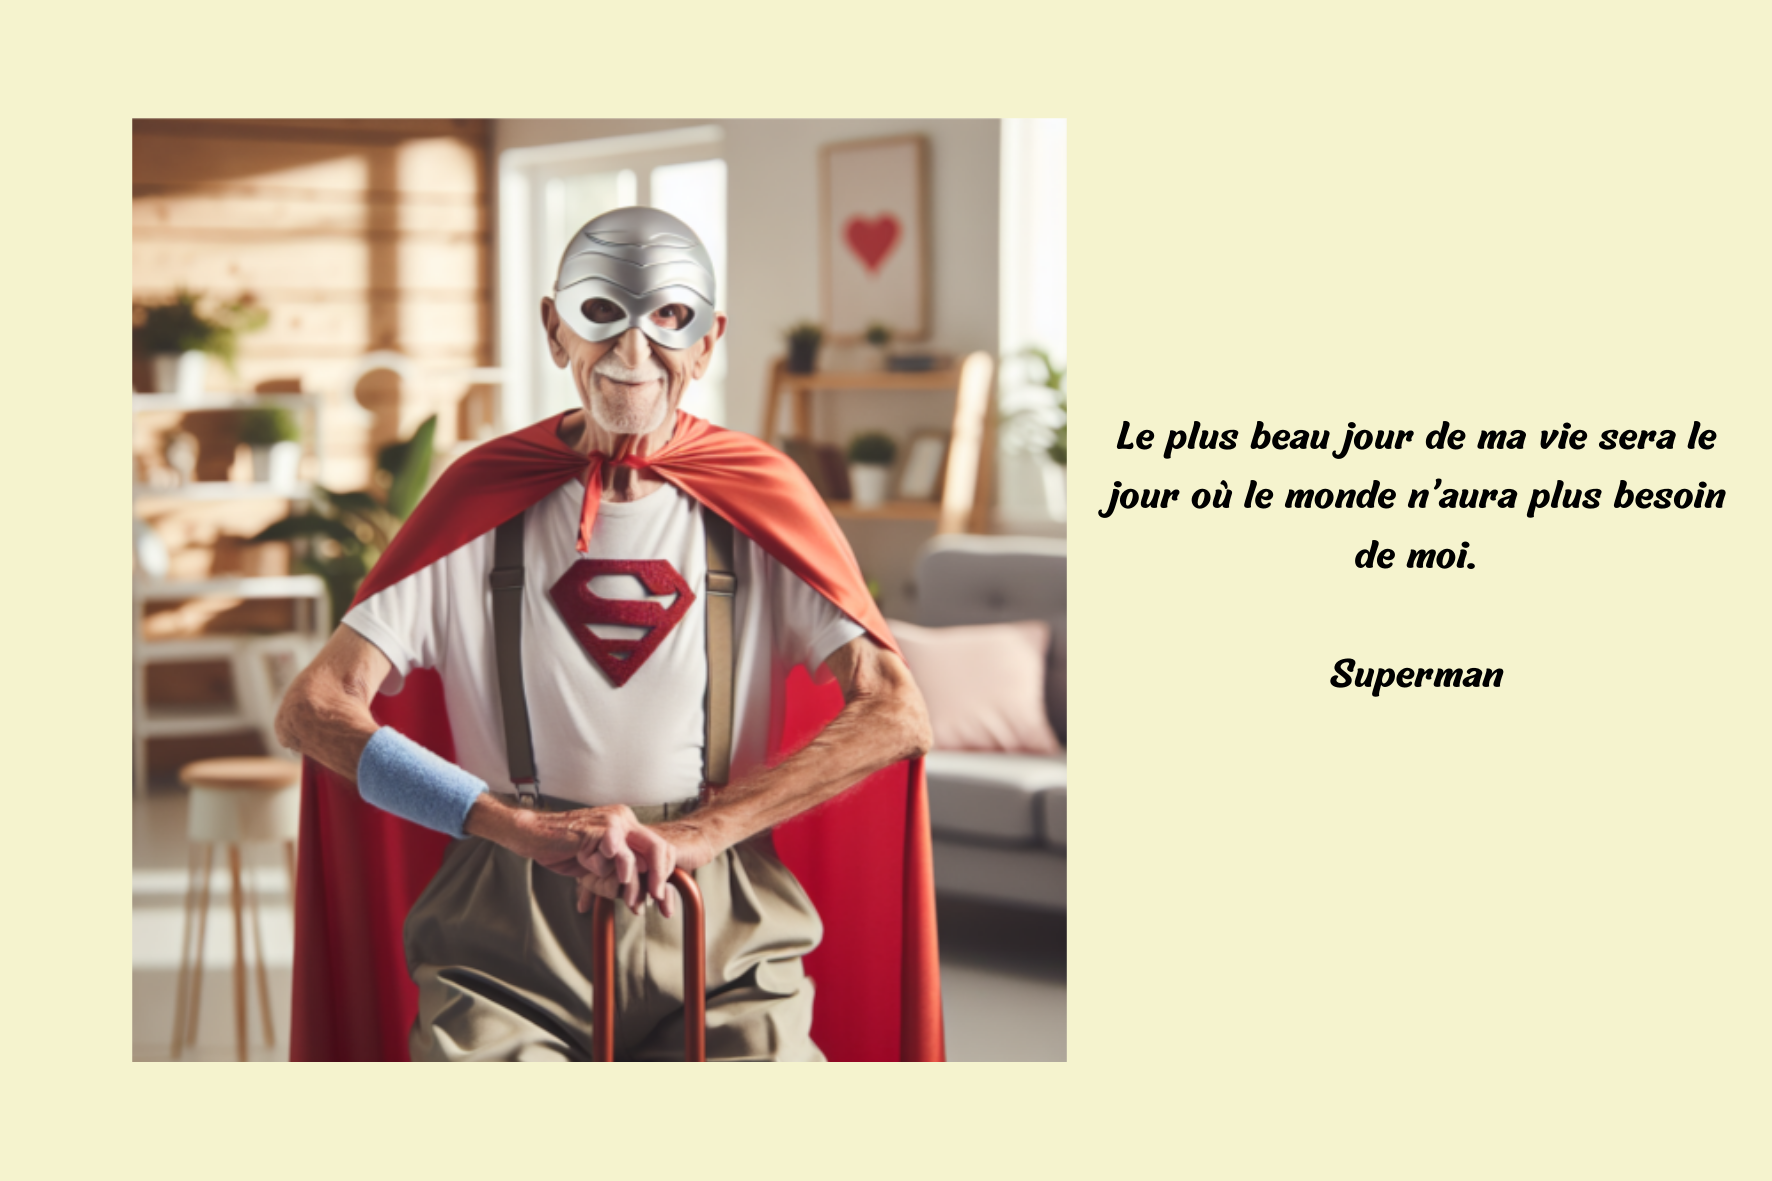 Le plus beau jour de ma vie sera le
jour où le monde n’aura plus besoin
de moi.
Superman